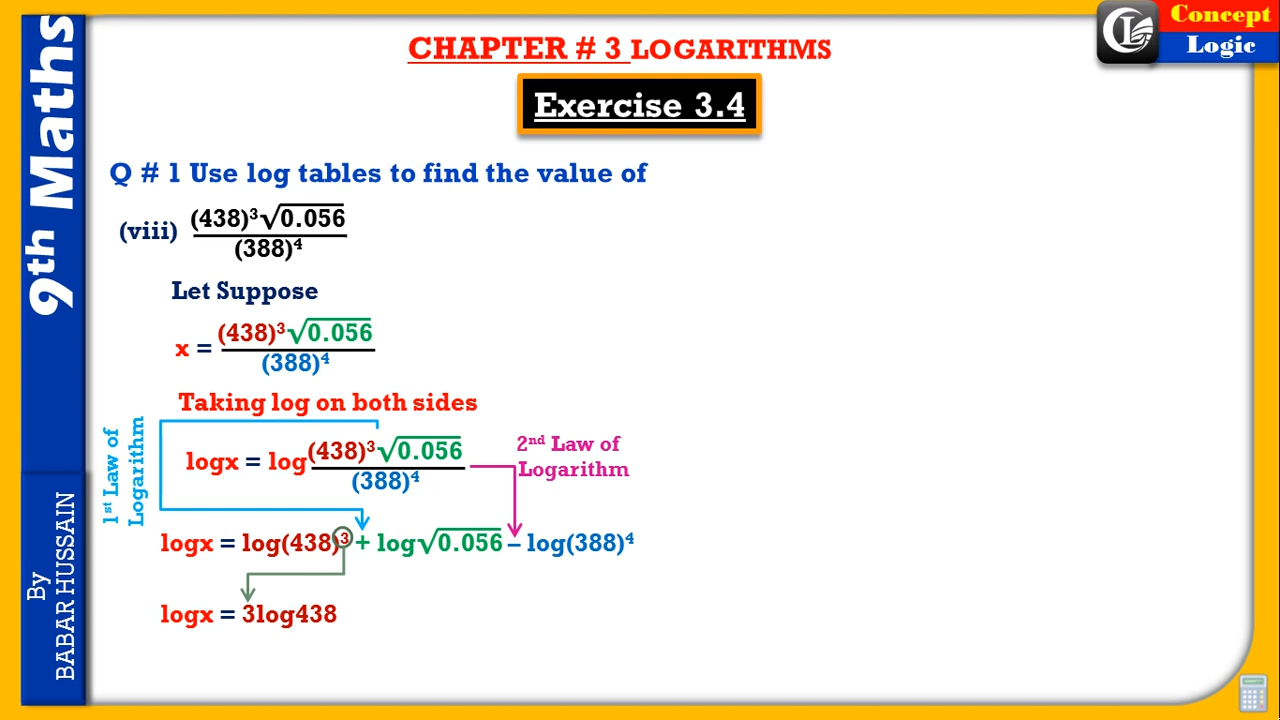 9th Maths
By
BABAR HUSSAIN
Concept
Logic
CHAPTER # 3 LOGARITHMS
Exercise 3.4
Q # 1 Use log tables to find the value of
(viii) (438)³√0.056 / (388)⁴
Let Suppose
x = (438)³√0.056 / (388)⁴
Taking log on both sides
1st Law of
Logarithm
logx = log (438)³√0.056 / (388)⁴
2nd Law of
Logarithm
logx = log(438)³ + log√0.056 – log(388)⁴
logx = 3log438